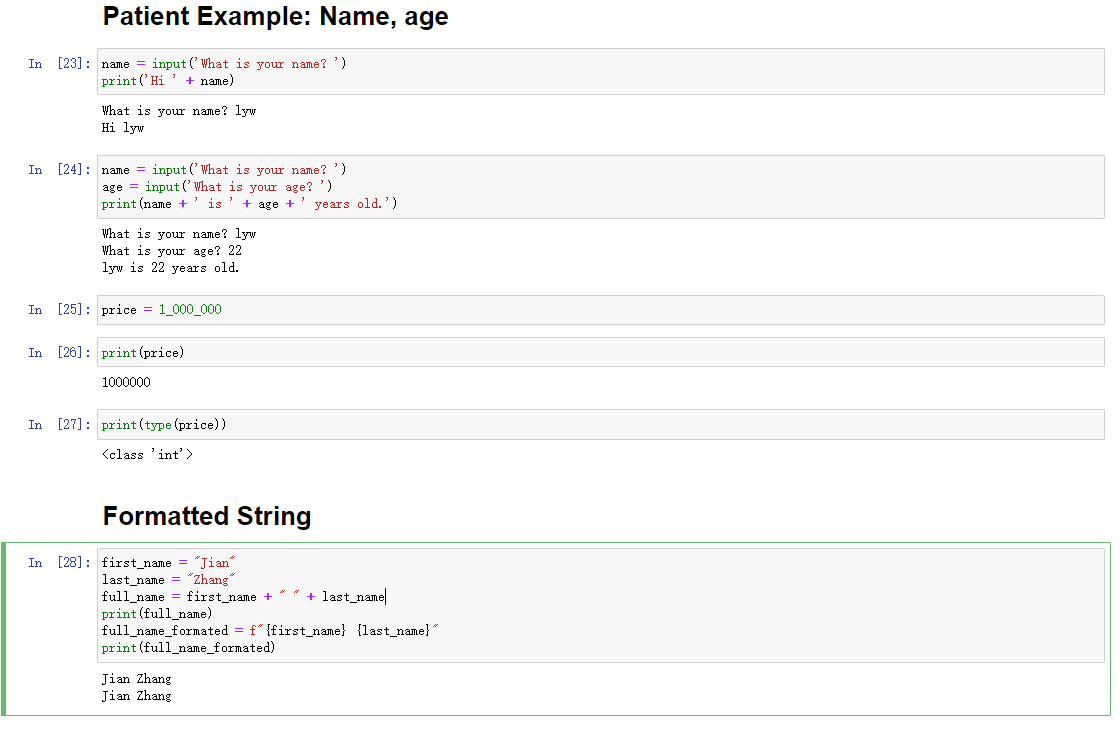 Patient Example: Name, age
In [23]: name = input('What is your name? ')
print('Hi ' + name)
What is your name? lyw
Hi lyw
In [24]: name = input('What is your name? ')
age = input('What is your age? ')
print(name + ' is ' + age + ' years old.')
What is your name? lyw
What is your age? 22
lyw is 22 years old.
In [25]: price = 1_000_000
In [26]: print(price)
1000000
In [27]: print(type(price))
<class 'int'>
Formatted String
In [28]: first_name = "Jian"
last_name = "Zhang"
full_name = first_name + " " + last_name
print(full_name)
full_name_formated = f"{first_name} {last_name}"
print(full_name_formated)
Jian Zhang
Jian Zhang